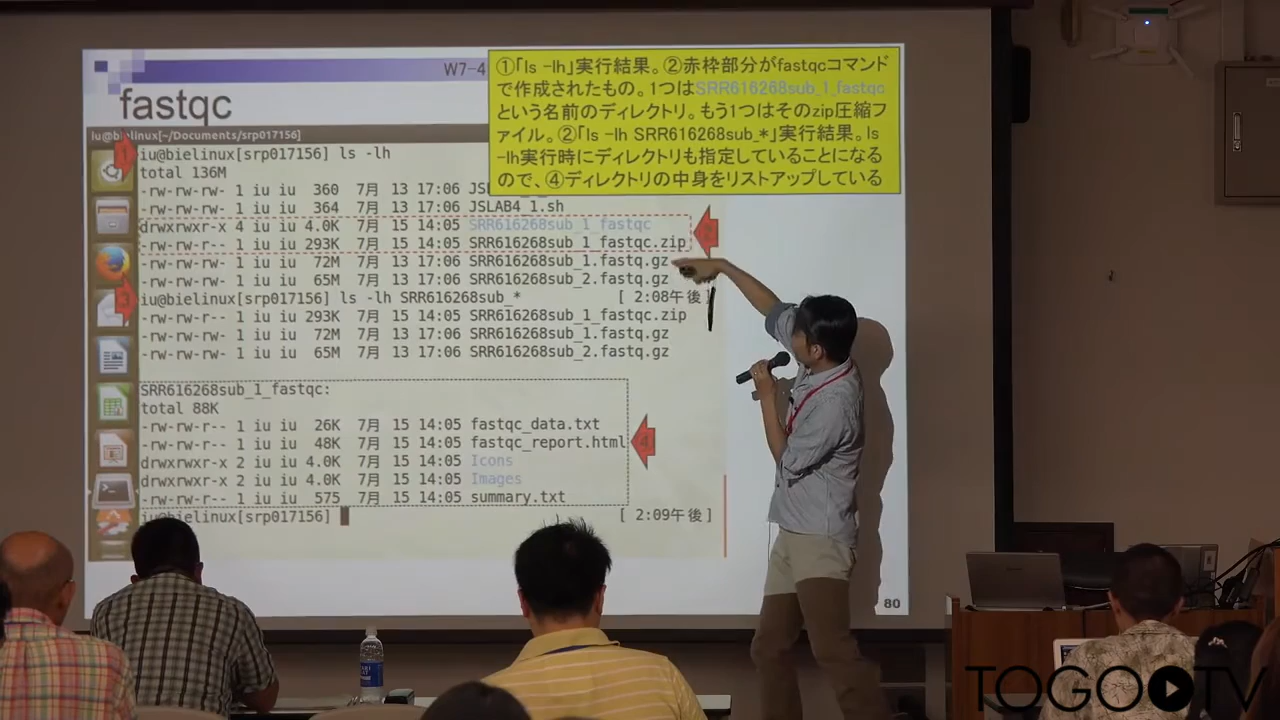 W7-4
fastqc
①「ls -lh」実行結果。②赤枠部分がfastqcコマンド
で作成されたもの。1つはSRR616268sub_1_fastqc
という名前のディレクトリ。もう1つはそのzip圧縮フ
ァイル。②「ls -lh SRR616268sub_*」実行結果。ls
-lh実行時にディレクトリも指定していることになる
ので、④ディレクトリの中身をリストアップしている
iu@bielinux[~/Documents/srp017156]
1
iu@bielinux[srp017156] ls -lh
total 136M
-rw-rw-rw- 1 iu iu 360 7月 13 17:06
-rw-rw-rw- 1 iu iu 364 7月 13 17:06 JSLAB4_1.sh
drwxrwxr-x 4 iu iu 4.0K 7月 15 14:05 SRR616268sub_1_fastqc
-rw-rw-r-- 1 iu iu 293K 7月 15 14:05 SRR616268sub_1_fastqc.zip
2
-rw-rw-rw- 1 iu iu 72M 7月 13 17:06 SRR616268sub_1.fastq.gz
-rw-rw-rw- 1 iu iu 65M 7月 13 17:06 SRR616268sub_2.fastq.gz
3
iu@bielinux[srp017156] ls -lh SRR616268sub_* [ 2:08午後]
-rw-rw-r-- 1 iu iu 293K 7月 15 14:05 SRR616268sub_1_fastqc.zip
-rw-rw-rw- 1 iu iu 72M 7月 13 17:06 SRR616268sub_1.fastq.gz
-rw-rw-rw- 1 iu iu 65M 7月 13 17:06 SRR616268sub_2.fastq.gz
SRR616268sub_1_fastqc:
total 88K
-rw-rw-r-- 1 iu iu 26K 7月 15 14:05 fastqc_data.txt
-rw-rw-r-- 1 iu iu 48K 7月 15 14:05 fastqc_report.html
4
drwxrwxr-x 2 iu iu 4.0K 7月 15 14:05 Icons
drwxrwxr-x 2 iu iu 4.0K 7月 15 14:05 Images
-rw-rw-r-- 1 iu iu 575 7月 15 14:05 summary.txt
iu@bielinux[srp017156] [ 2:09午後]
80
TOGOTV